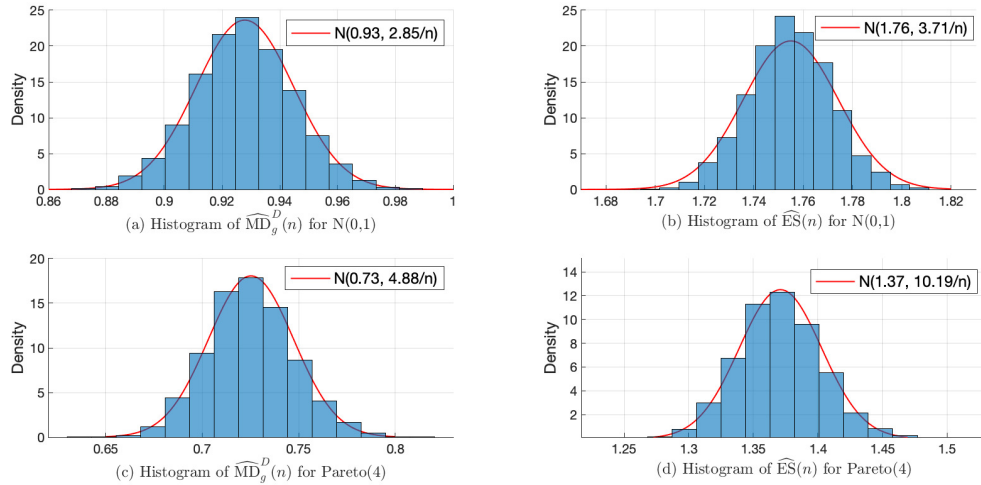 25
20
15
10
5
0
Density
N(0.93, 2.85/n)
0.86 0.88 0.9 0.92 0.94 0.96 0.98 1
(a) Histogram of $\widehat{\mathrm{MD}}_g^D(n)$ for N(0,1)
25
20
15
10
5
0
Density
N(1.76, 3.71/n)
1.68 1.7 1.72 1.74 1.76 1.78 1.8 1.82
(b) Histogram of $\widehat{\mathrm{ES}}(n)$ for N(0,1)
20
15
10
5
0
Density
N(0.73, 4.88/n)
0.65 0.7 0.75 0.8
(c) Histogram of $\widehat{\mathrm{MD}}_g^D(n)$ for Pareto(4)
14
12
10
8
6
4
2
Density
N(1.37, 10.19/n)
1.25 1.3 1.35 1.4 1.45 1.5
(d) Histogram of $\widehat{\mathrm{ES}}(n)$ for Pareto(4)